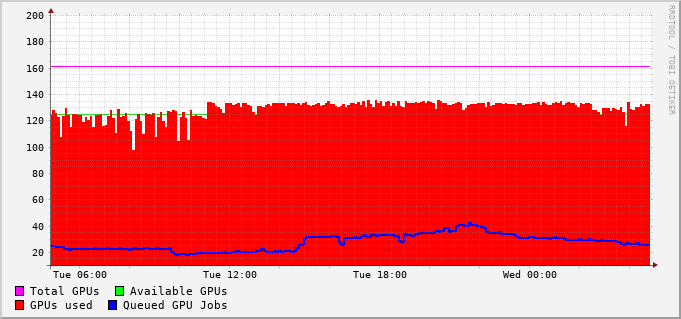 200
180
160
140
120
100
80
60
40
20
Tue 06:00 Tue 12:00 Tue 18:00 Wed 00:00
Total GPUs Available GPUs
GPUs used Queued GPU Jobs
RRDTOOL / TOBI OETIKER